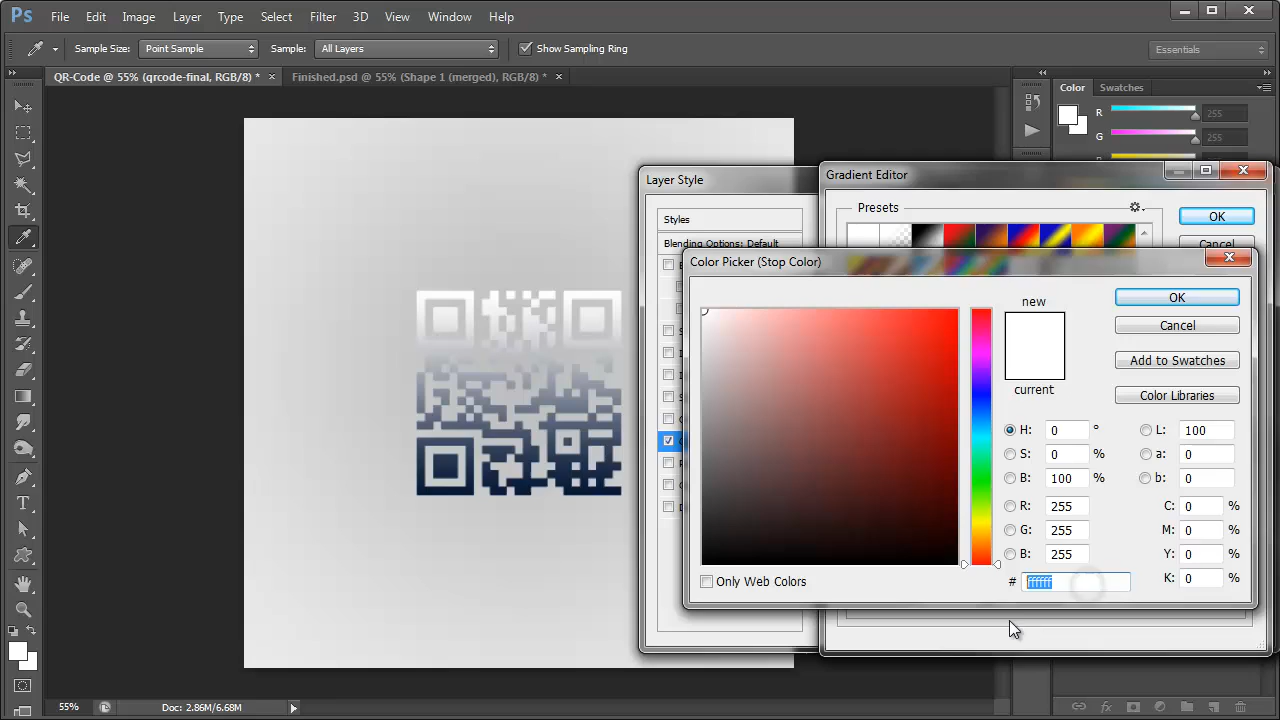 Ps File Edit Image Layer Type Select Filter 3D View Window Help
Sample Size: Point Sample Sample: All Layers Show Sampling Ring Essentials
QR-Code @ 55% (qrcode-final, RGB/8) * × Finished.psd @ 55% (Shape 1 (merged), RGB/8) * ×
Color Swatches
R 255
G 255
Layer Style
Styles
Blending Options: Default
Gradient Editor
Presets
OK
Cancel
Color Picker (Stop Color)
new
current
OK
Cancel
Add to Swatches
Color Libraries
H: 0 ° L: 100
S: 0 % a: 0
B: 100 % b: 0
R: 255 C: 0 %
G: 255 M: 0 %
B: 255 Y: 0 %
# ffffff K: 0 %
Only Web Colors
55% Doc: 2.86M/6.68M